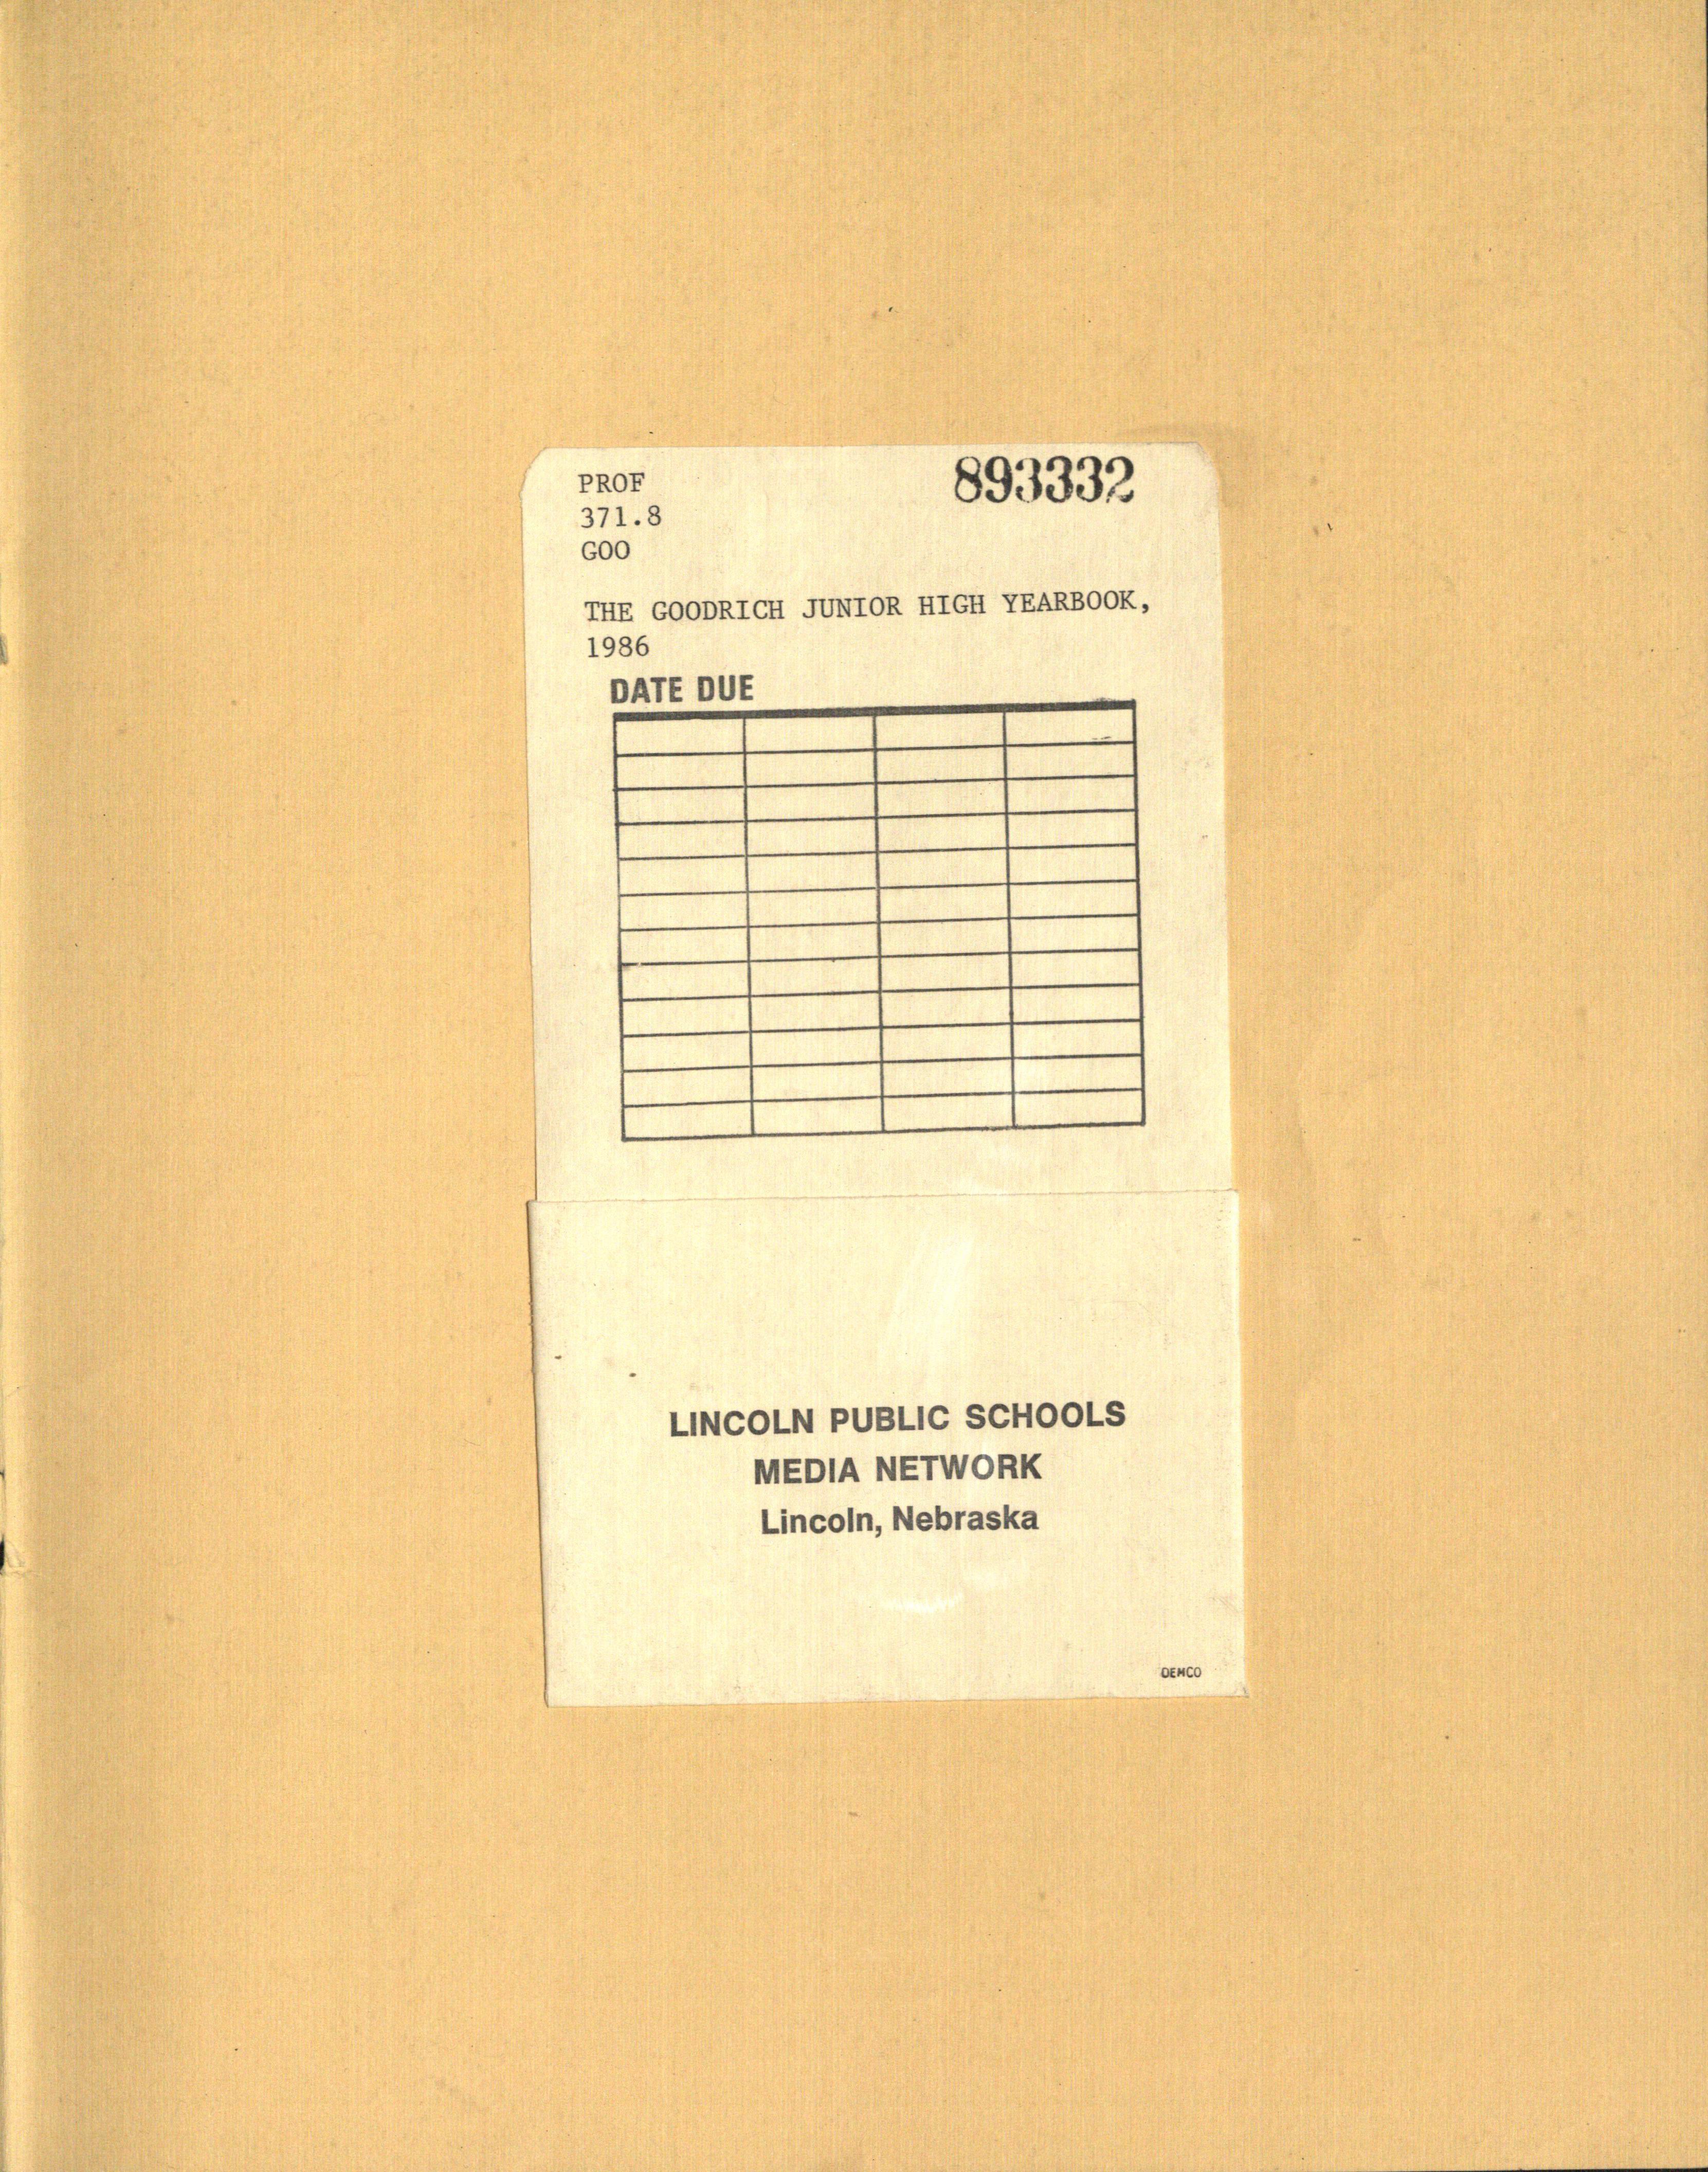 PROF
893332
371.8
GOO
THE GOODRICH JUNIOR HIGH YEARBOOK,
1986
DATE DUE
LINCOLN PUBLIC SCHOOLS
MEDIA NETWORK
Lincoln, Nebraska
DEMCO